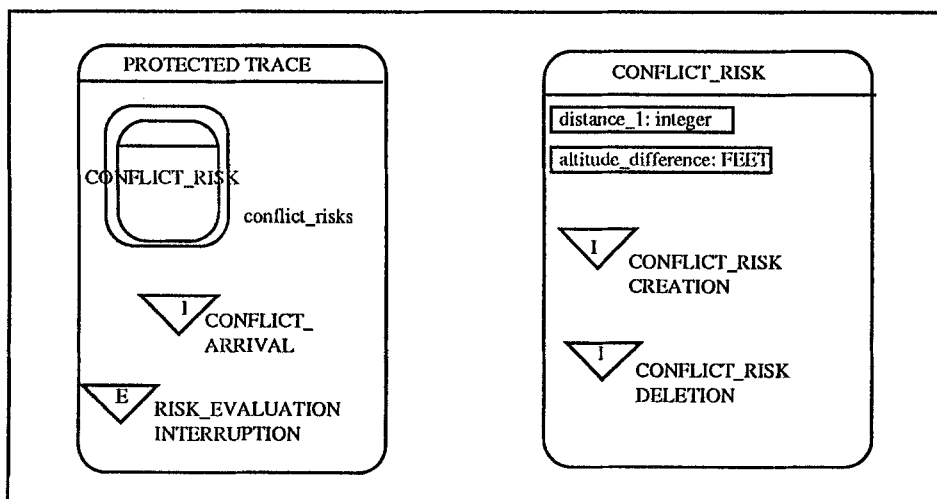 PROTECTED TRACE
CONFLICT_RISK
conflict_risks
I
CONFLICT_
ARRIVAL
E
RISK_EVALUATION
INTERRUPTION
CONFLICT_RISK
distance_1: integer
altitude_difference: FEET
I
CONFLICT_RISK
CREATION
I
CONFLICT_RISK
DELETION